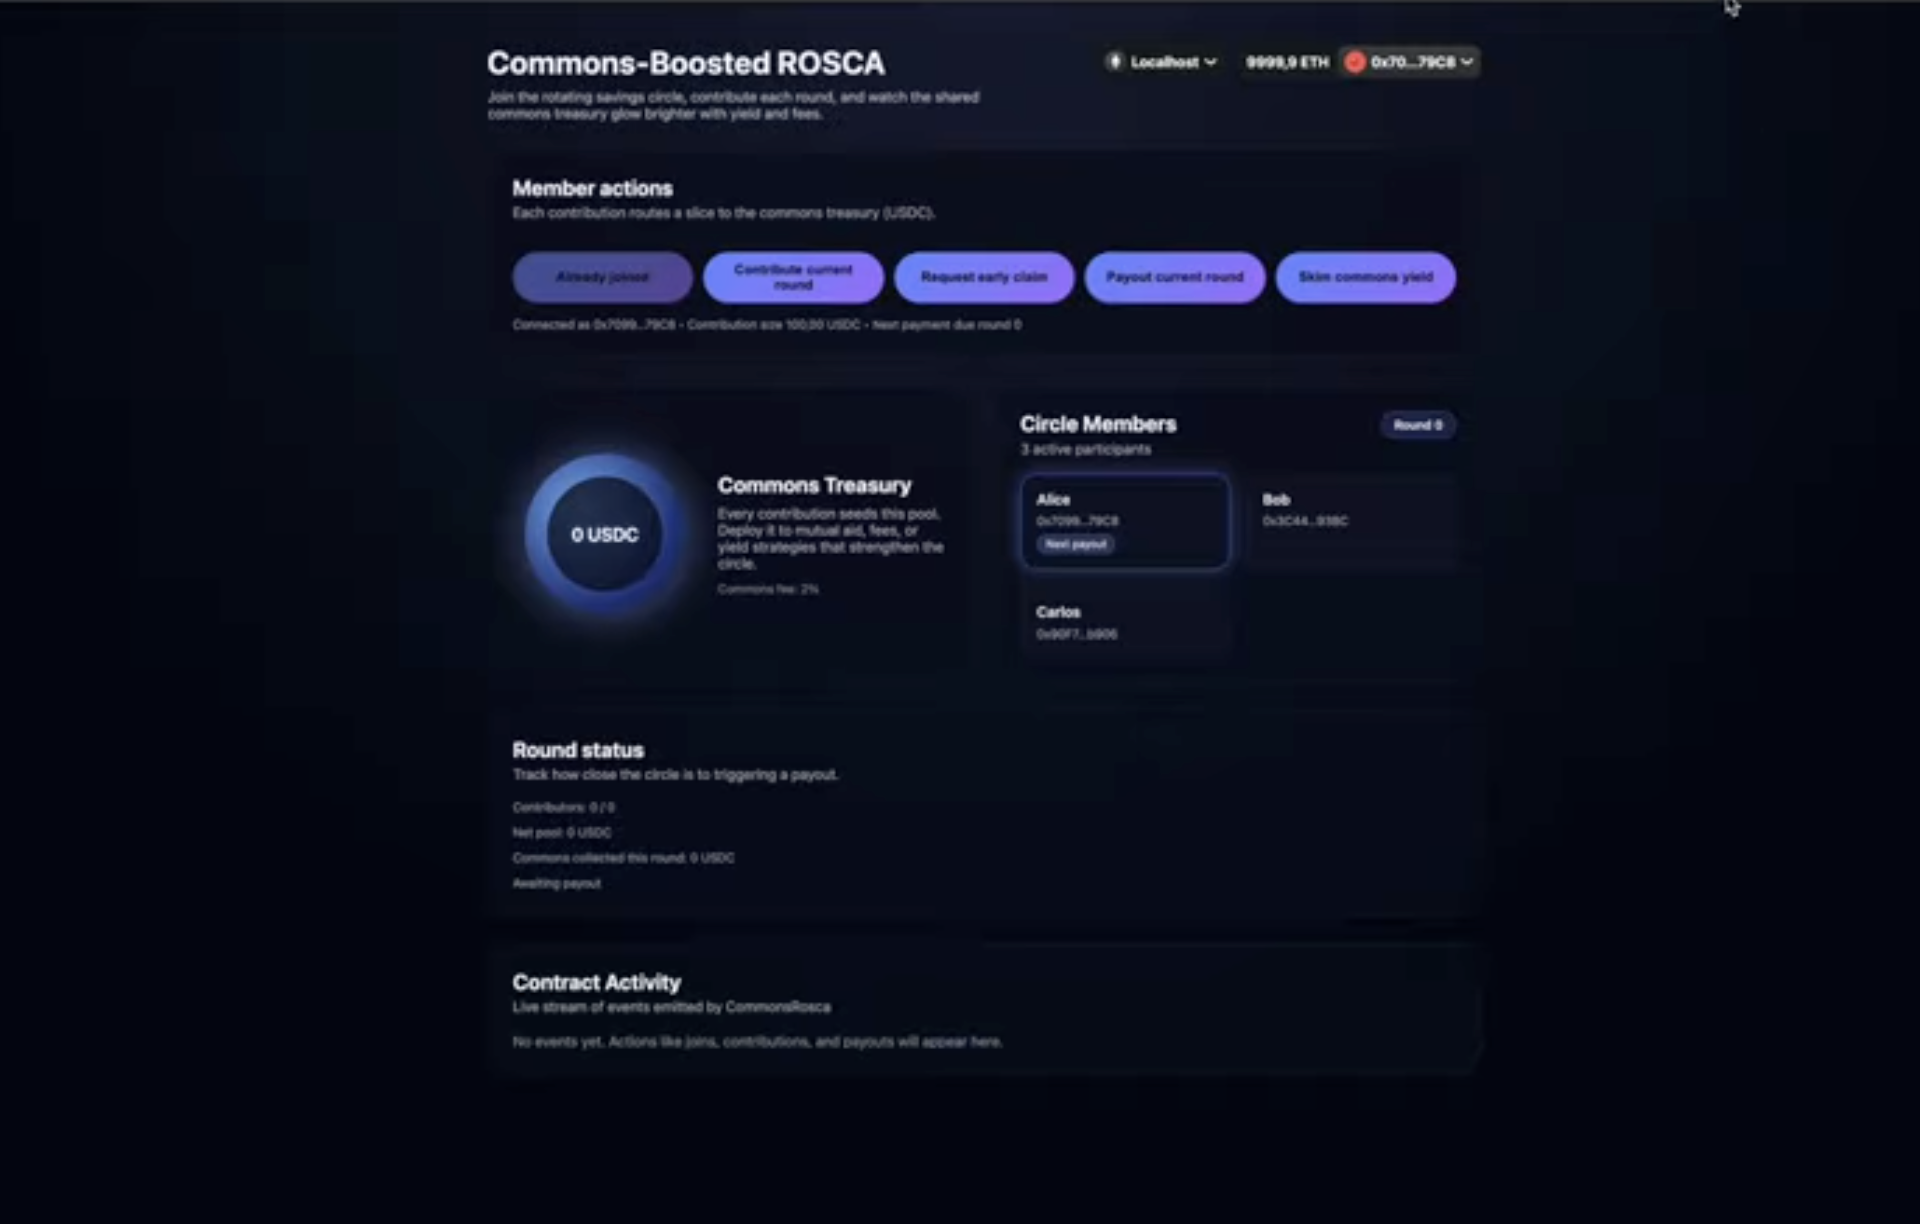 Commons-Boosted ROSCA
Localhost
9999,9 ETH
0x70...79C8
Join the rotating savings circle, contribute each round, and watch the shared
commons treasury glow brighter with yield and fees.
Member actions
Each contribution routes a slice to the commons treasury (USDC).
Already joined
Contribute current
round
Request early claim
Payout current round
Skim commons yield
Connected as 0x7099...79C8 - Contribution size 100,00 USDC - Next payment due round 0
0 USDC
Commons Treasury
Every contribution seeds this pool.
Deploy it to mutual aid, fees, or
yield strategies that strengthen the
circle.
Commons fee: 2%
Circle Members
Round 0
3 active participants
Alice
0x7099...79C8
Next payout
Bob
0x3C44...93BC
Carlos
0x90F7...b906
Round status
Track how close the circle is to triggering a payout.
Contributors: 0 / 0
Net pool: 0 USDC
Commons collected this round: 0 USDC
Awaiting payout
Contract Activity
Live stream of events emitted by CommonsRosca
No events yet. Actions like joins, contributions, and payouts will appear here.